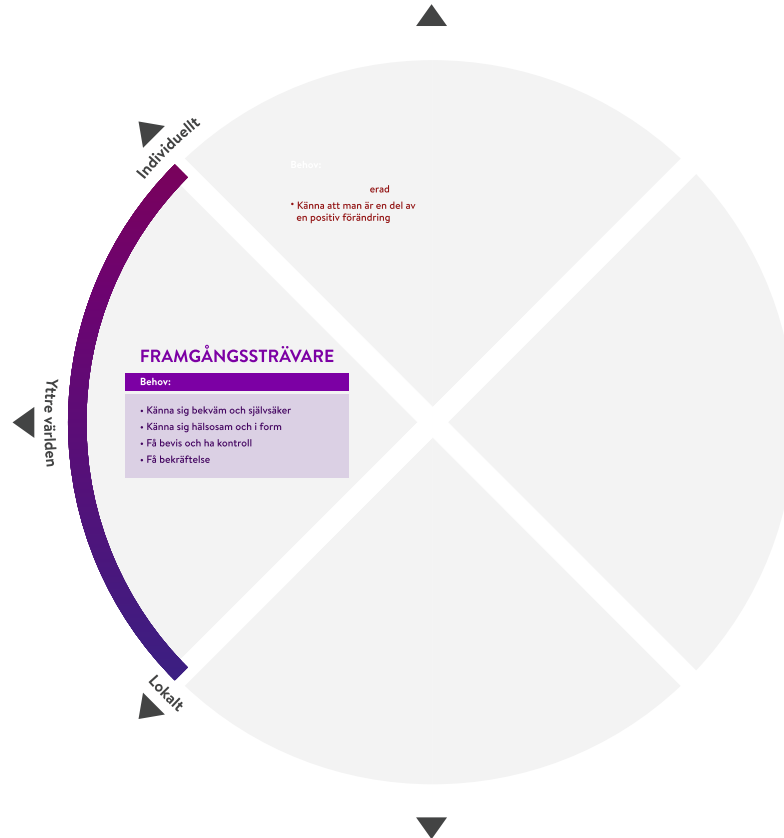 Individuellt
Behov:
erad
* Känna att man är en del av
en positiv förändring
FRAMGÅNGSSTRÄVARE
Behov:
• Känna sig bekväm och självsäker
• Känna sig hälsosam och i form
• Få bevis och ha kontroll
• Få bekräftelse
Yttre världen
Lokalt